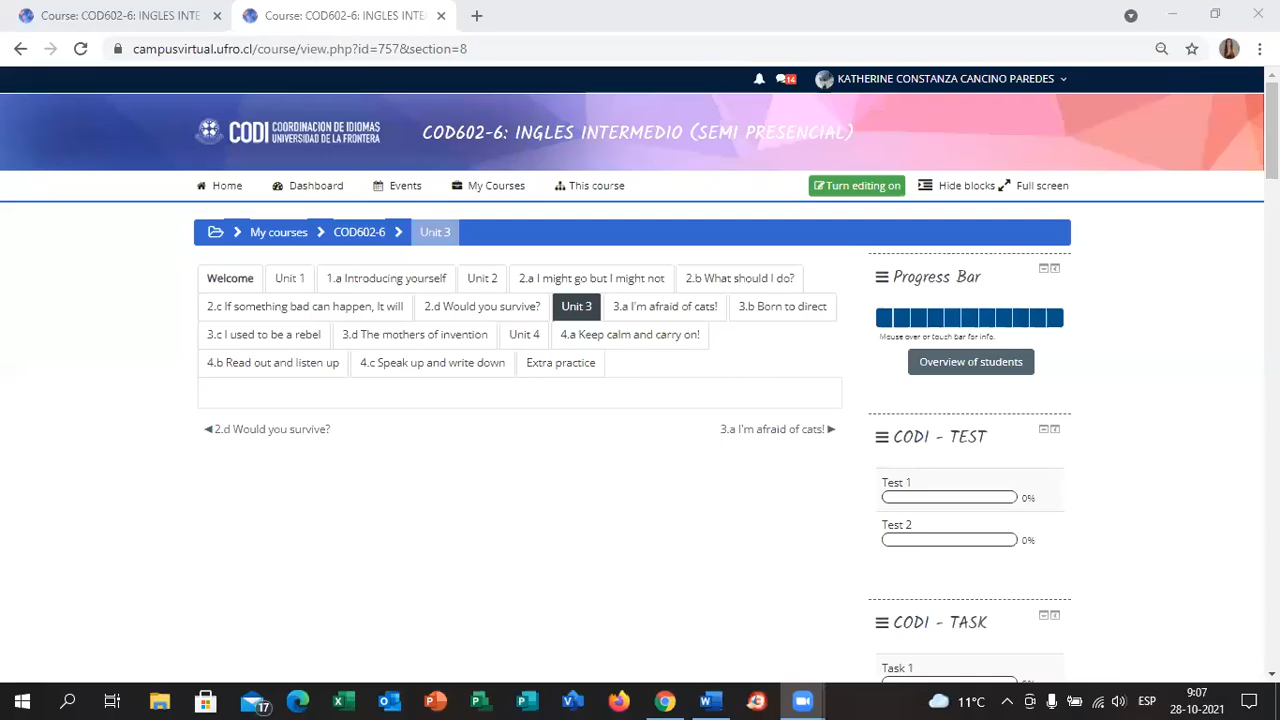 Course: COD602-6: INGLES INTE
Course: COD602-6: INGLES INTE
campusvirtual.ufro.cl/course/view.php?id=757&section=8
14
KATHERINE CONSTANZA CANCINO PAREDES
CODI COORDINACION DE IDIOMAS UNIVERSIDAD DE LA FRONTERA
COD602-6: INGLES INTERMEDIO (SEMI PRESENCIAL)
Home Dashboard Events My Courses This course Turn editing on Hide blocks Full screen
My courses COD602-6 Unit 3
Welcome Unit 1 1.a Introducing yourself Unit 2 2.a I might go but I might not 2.b What should I do?
2.c If something bad can happen, It will 2.d Would you survive? Unit 3 3.a I'm afraid of cats! 3.b Born to direct
3.c I used to be a rebel 3.d The mothers of invention Unit 4 4.a Keep calm and carry on!
4.b Read out and listen up 4.c Speak up and write down Extra practice
2.d Would you survive? 3.a I'm afraid of cats!
Progress Bar
Mouse over or touch bar for info.
Overview of students
CODI - TEST
Test 1
0%
Test 2
0%
CODI - TASK
Task 1
17
11°C ESP 9:07
28-10-2021